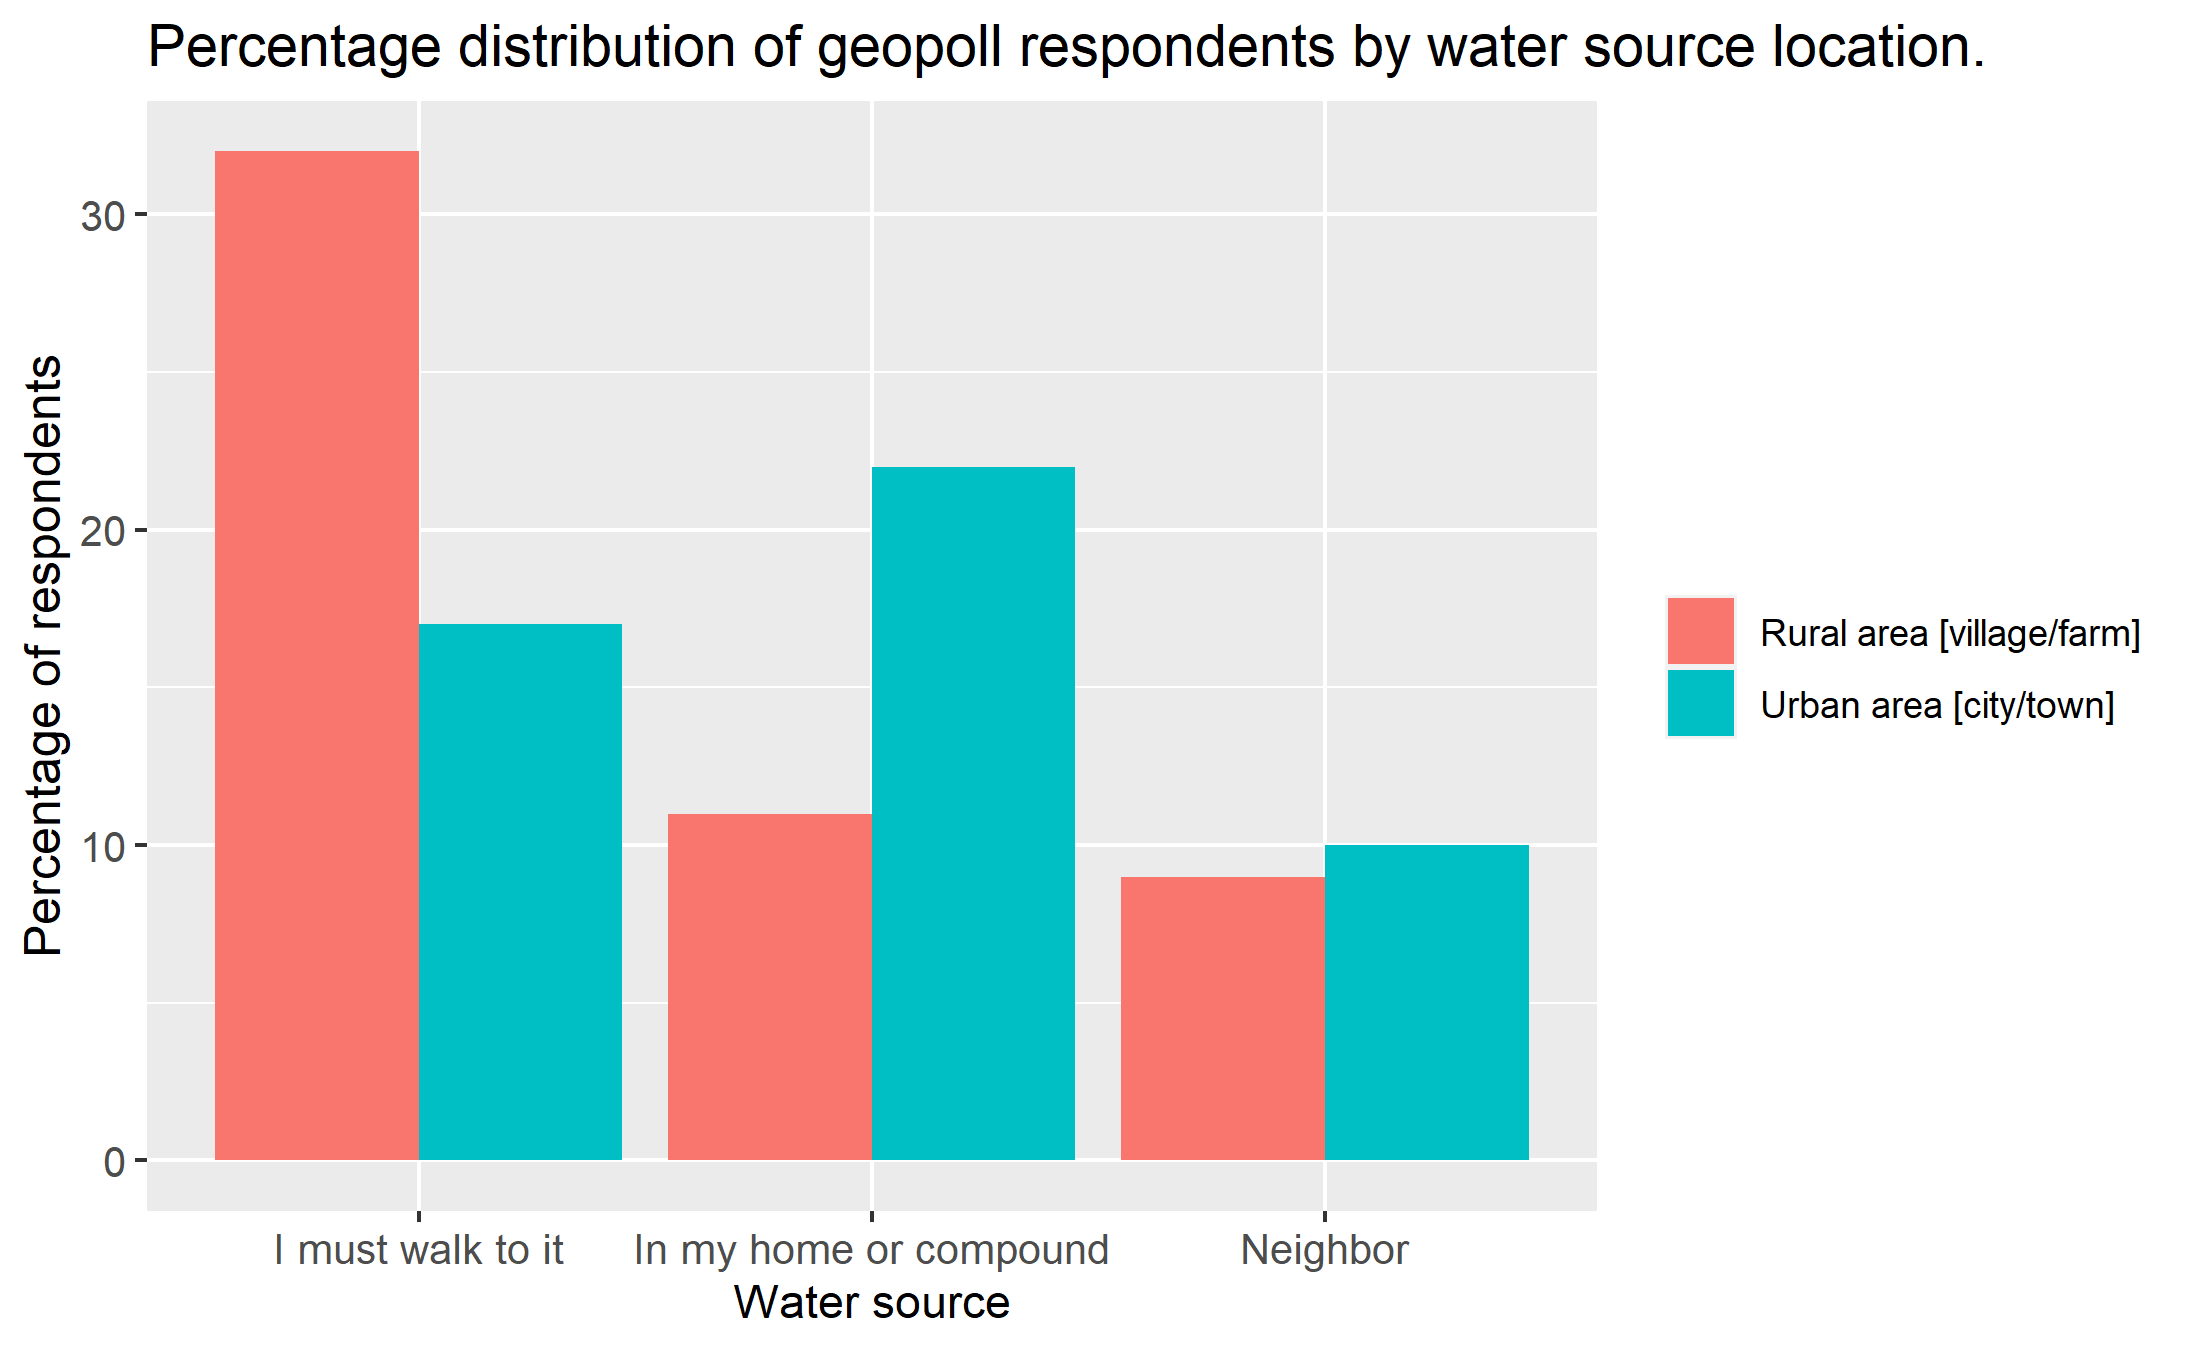 Percentage distribution of geopoll respondents by water source location.
Percentage of respondents
30
20
10
0
I must walk to it
In my home or compound
Neighbor
Water source
Rural area [village/farm]
Urban area [city/town]